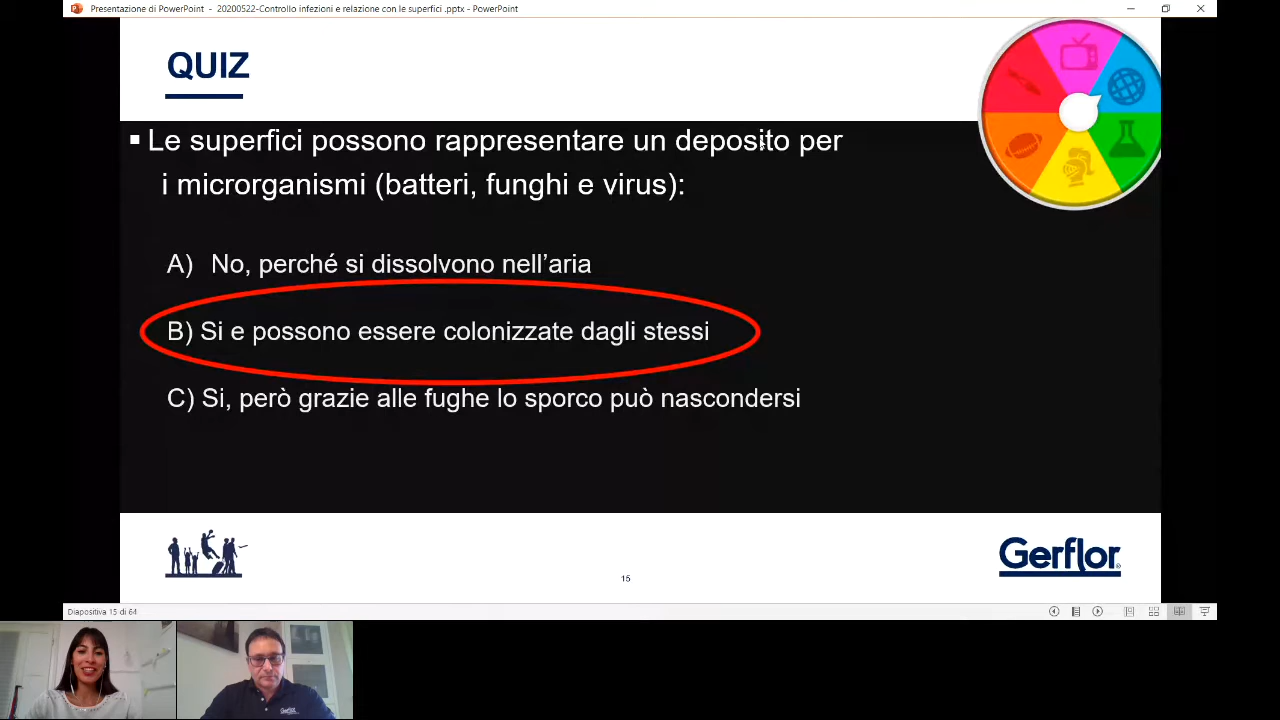 Presentazione di PowerPoint - 20200522-Controllo infezioni e relazione con le superfici .pptx - PowerPoint
QUIZ
Le superfici possono rappresentare un deposito per
i microrganismi (batteri, funghi e virus):
A) No, perché si dissolvono nell’aria
B) Si e possono essere colonizzate dagli stessi
C) Si, però grazie alle fughe lo sporco può nascondersi
Gerflor
15
Diapositiva 15 di 64
Gerflor